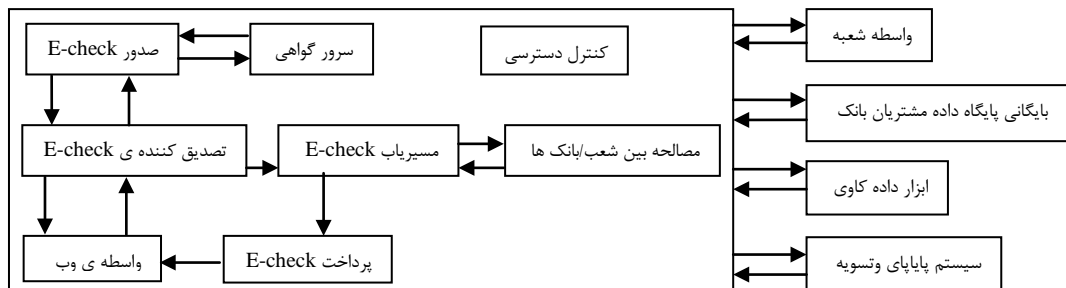 واسطه شعبه
صدور E-check
سرور گواهی
کنترل دسترسی
بایگانی پایگاه داده مشتریان بانک
تصدیق کننده ی E-check
مسیریاب E-check
مصالحه بین شعب/بانک ها
ابزار داده کاوی
واسطه ی وب
پرداخت E-check
سیستم پایاپای وتسویه